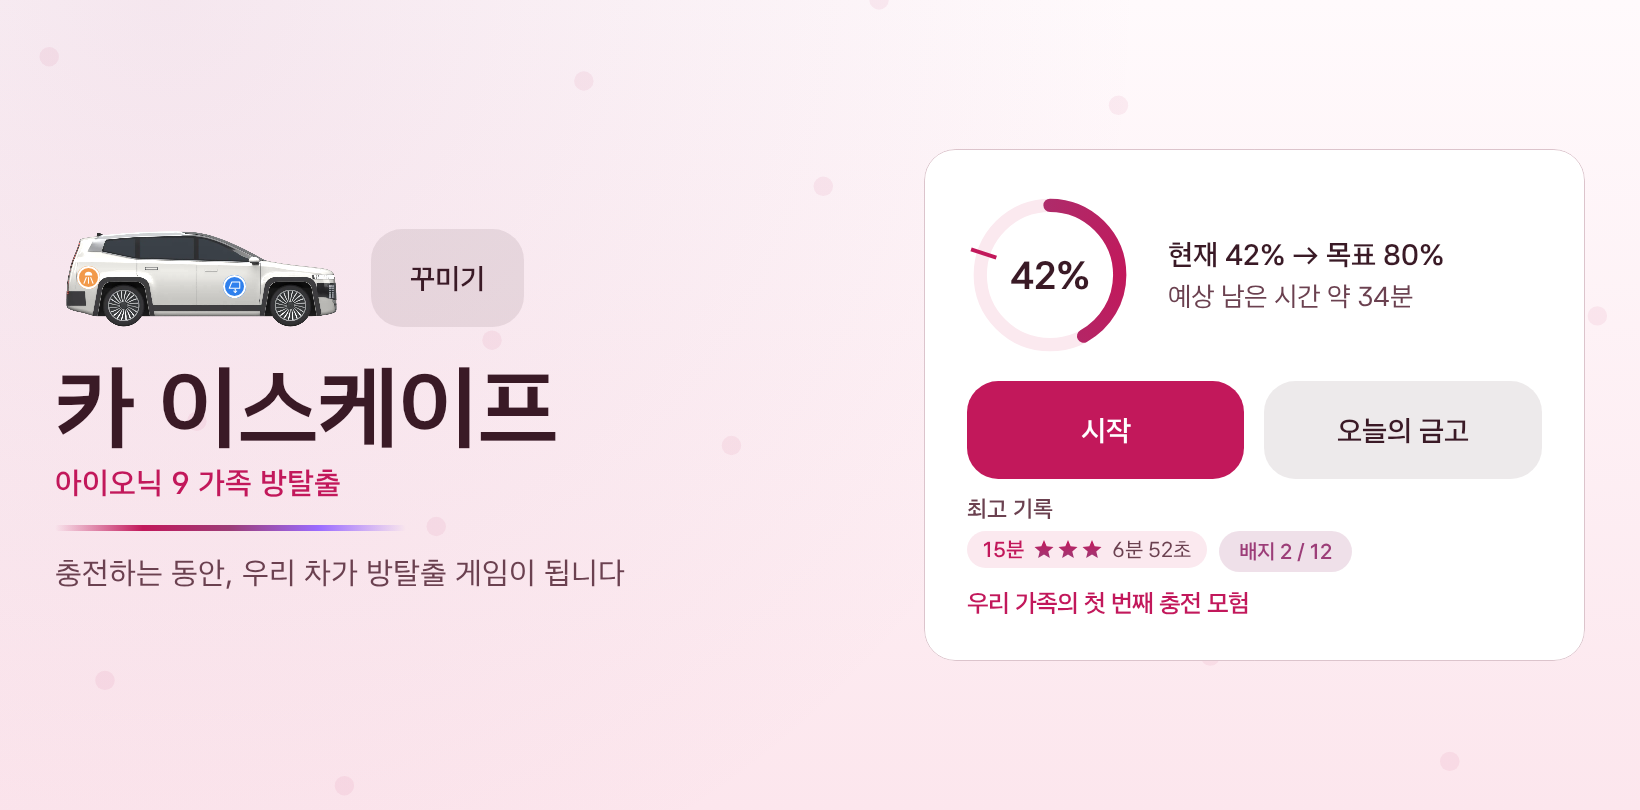 꾸미기
카 이스케이프
아이오닉 9 가족 방탈출
충전하는 동안, 우리 차가 방탈출 게임이 됩니다
42%
현재 42% → 목표 80%
예상 남은 시간 약 34분
시작
오늘의 금고
최고 기록
15분 ★★★ 6분 52초
배지 2 / 12
우리 가족의 첫 번째 충전 모험